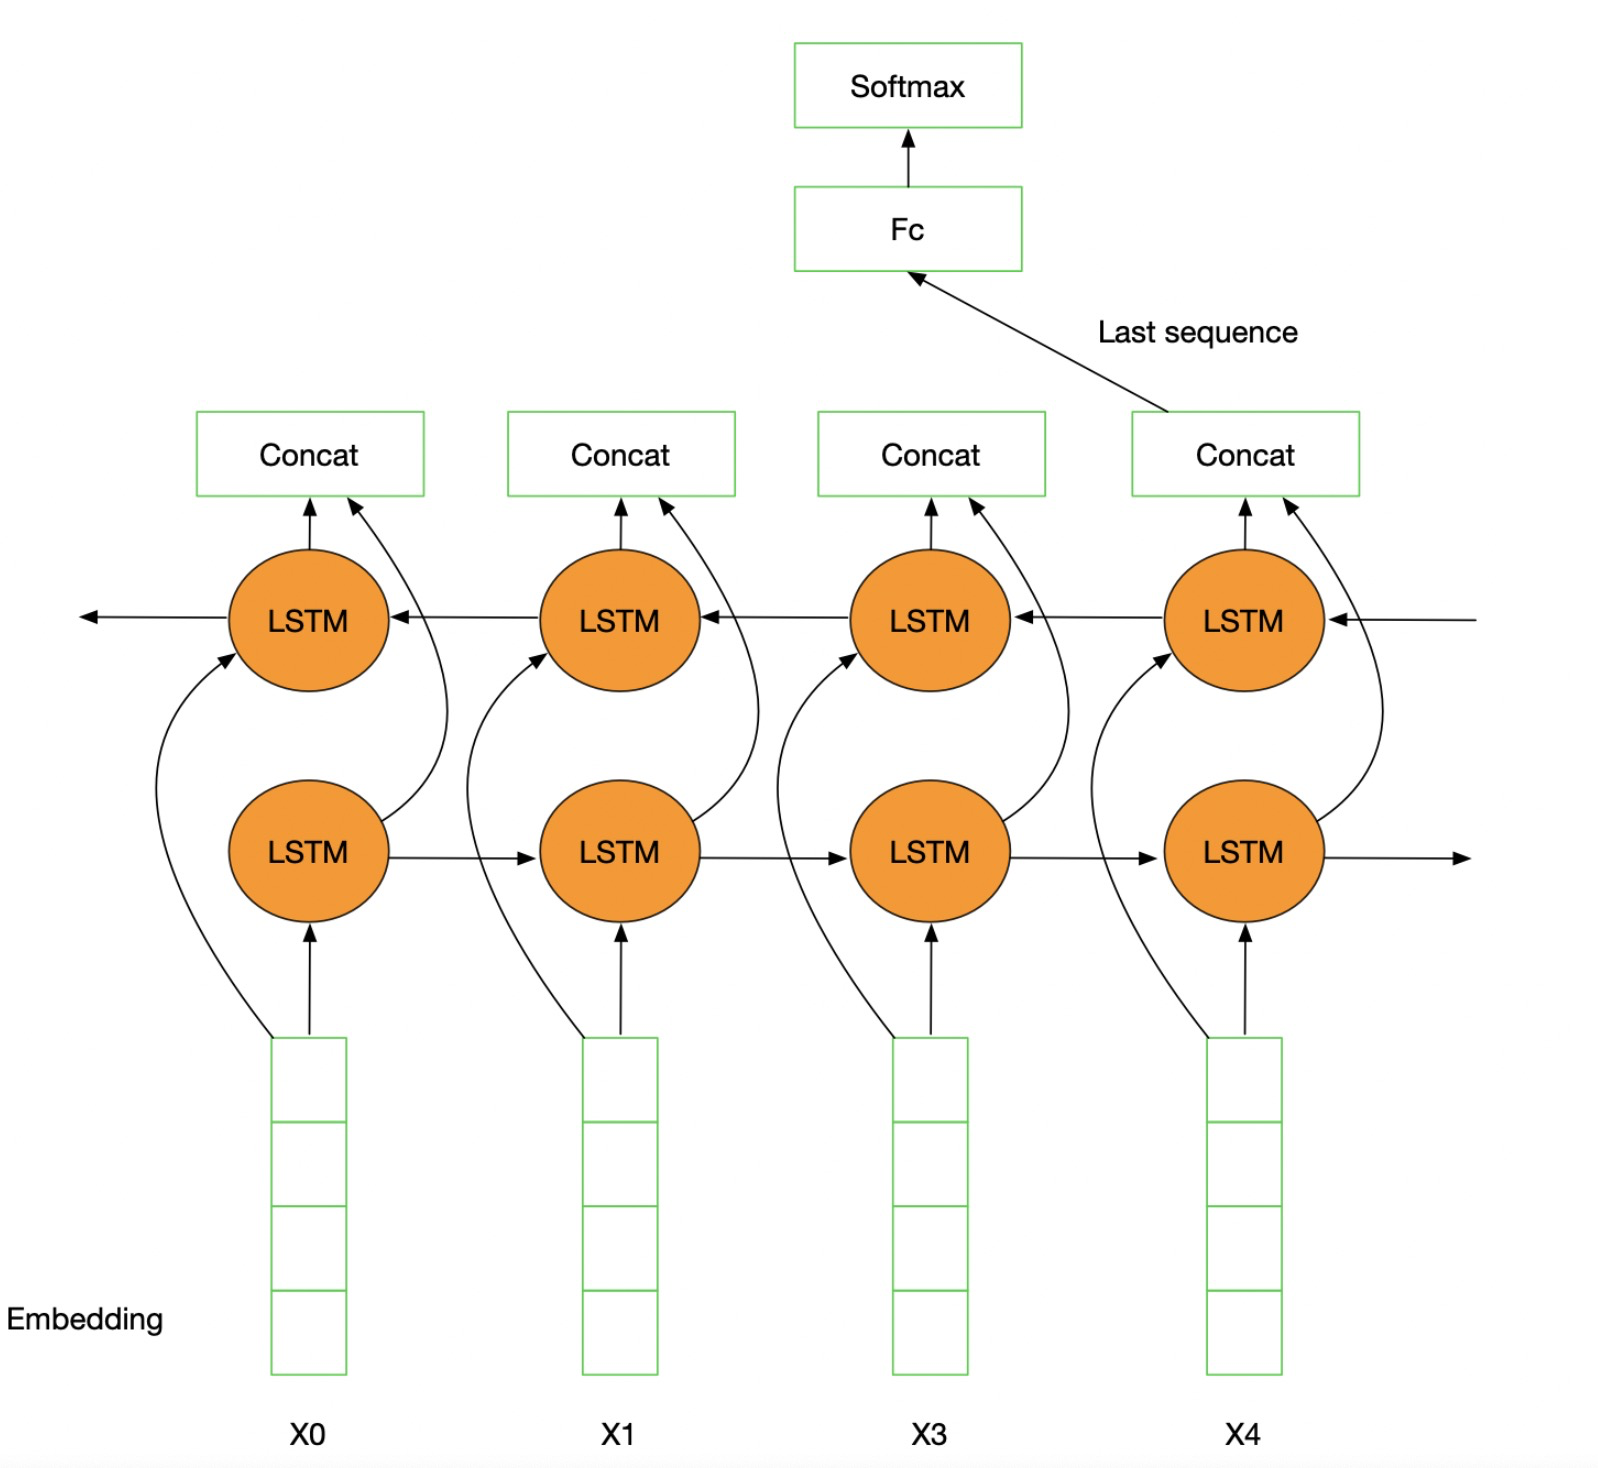 Softmax
Fc
Last sequence
Concat Concat Concat Concat
LSTM LSTM LSTM LSTM
LSTM LSTM LSTM LSTM
Embedding
X0 X1 X3 X4